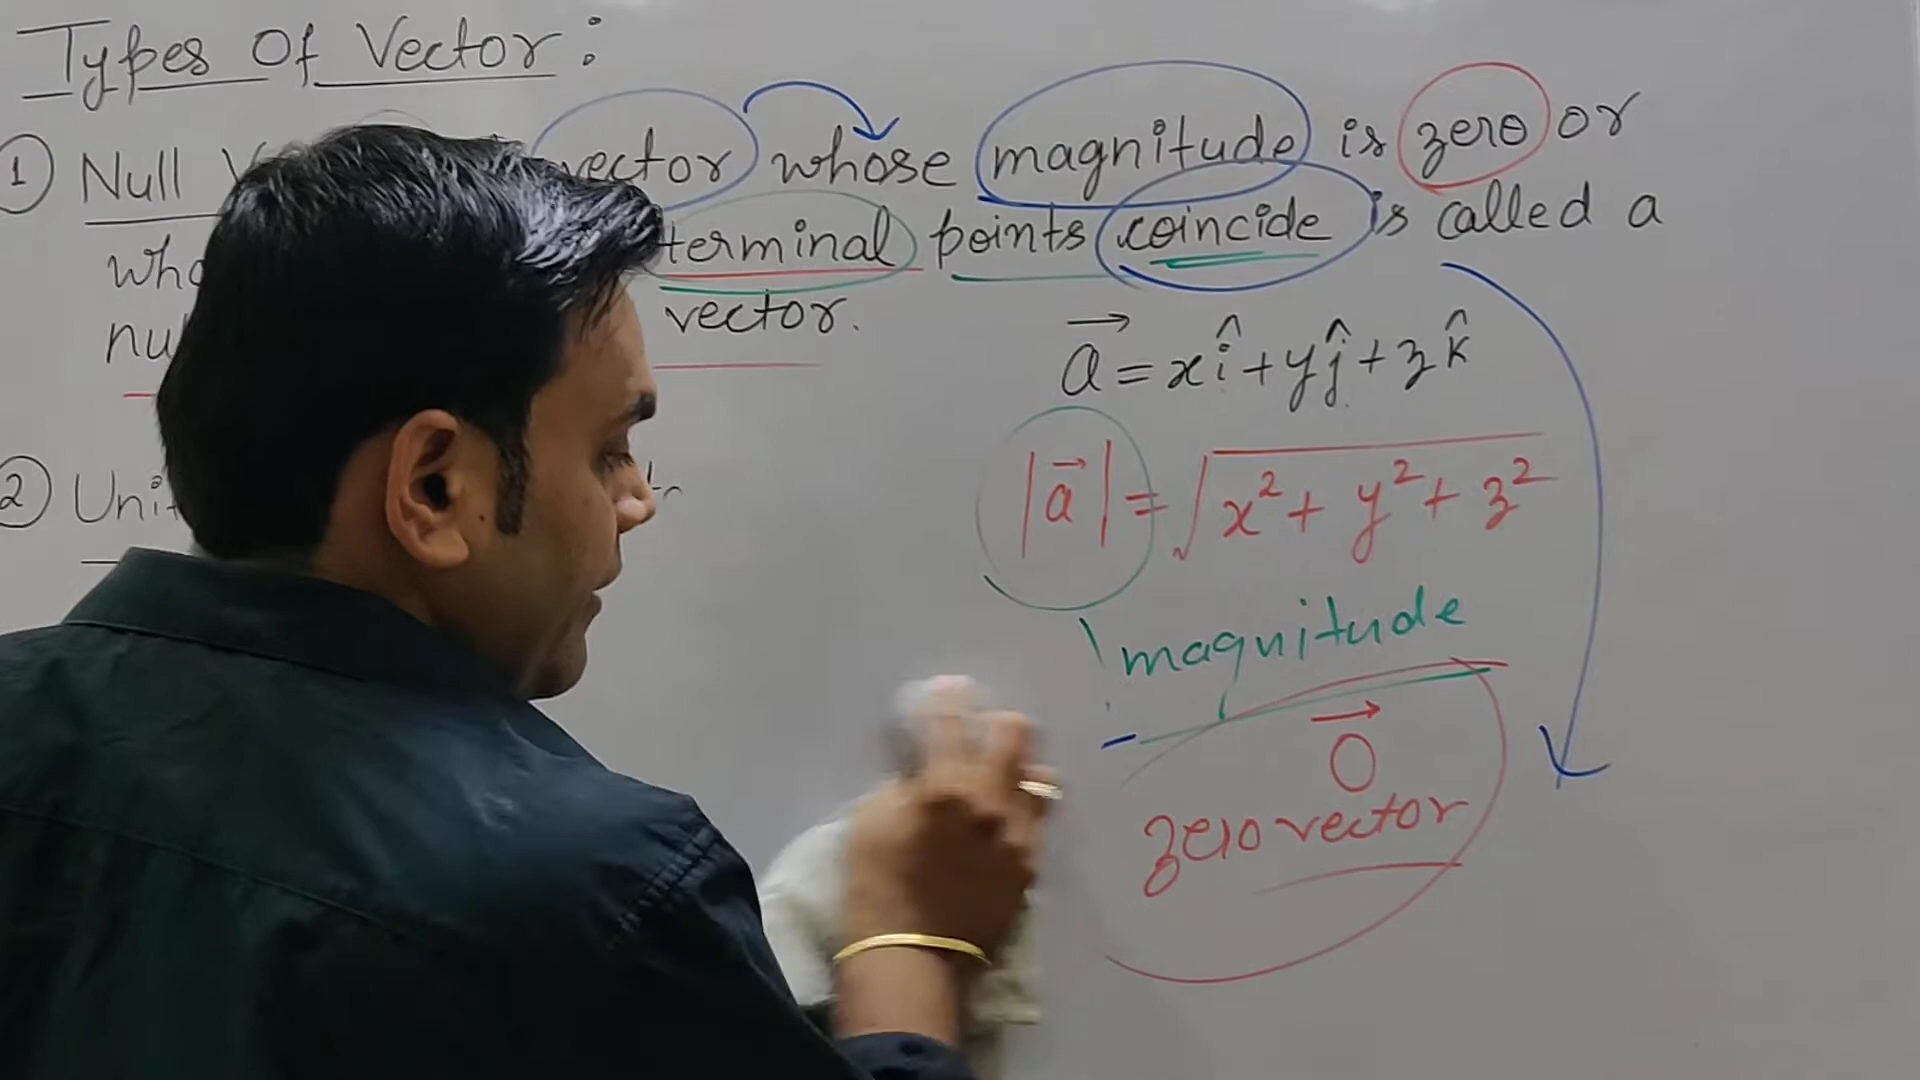 Types Of Vector:
① Null vector whose magnitude is zero or
terminal points coincide is called a
vector.
a⃗ = xî + yĵ + zk̂
② 
|a⃗| = √x² + y² + z²
magnitude
0⃗
zero vector